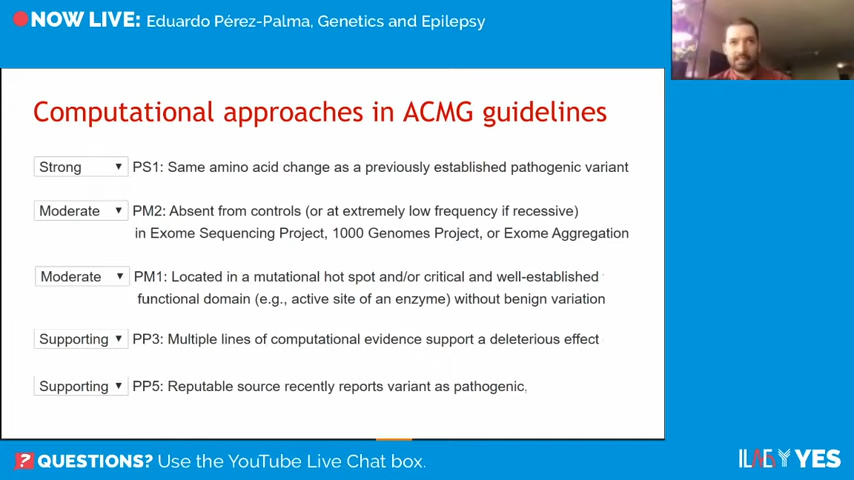 NOW LIVE: Eduardo Pérez-Palma, Genetics and Epilepsy
Computational approaches in ACMG guidelines
Strong ▼ PS1: Same amino acid change as a previously established pathogenic variant
Moderate ▼ PM2: Absent from controls (or at extremely low frequency if recessive)
in Exome Sequencing Project, 1000 Genomes Project, or Exome Aggregation
Moderate ▼ PM1: Located in a mutational hot spot and/or critical and well-established
functional domain (e.g., active site of an enzyme) without benign variation
Supporting ▼ PP3: Multiple lines of computational evidence support a deleterious effect
Supporting ▼ PP5: Reputable source recently reports variant as pathogenic,
? QUESTIONS? Use the YouTube Live Chat box.
ILAE YES